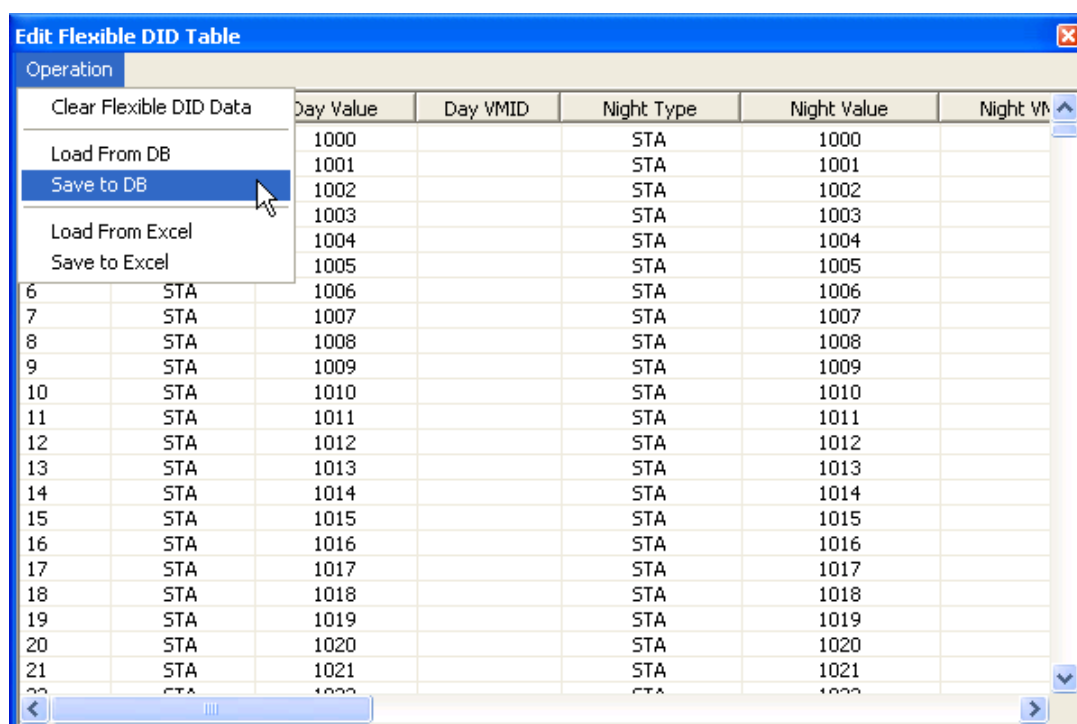 Edit Flexible DID Table
Operation
Clear Flexible DID Data
Load From DB
Save to DB
Load From Excel
Save to Excel
Day Value Day VMID Night Type Night Value Night VM
1000 STA 1000
1001 STA 1001
1002 STA 1002
1003 STA 1003
1004 STA 1004
1005 STA 1005
6 STA 1006 STA 1006
7 STA 1007 STA 1007
8 STA 1008 STA 1008
9 STA 1009 STA 1009
10 STA 1010 STA 1010
11 STA 1011 STA 1011
12 STA 1012 STA 1012
13 STA 1013 STA 1013
14 STA 1014 STA 1014
15 STA 1015 STA 1015
16 STA 1016 STA 1016
17 STA 1017 STA 1017
18 STA 1018 STA 1018
19 STA 1019 STA 1019
20 STA 1020 STA 1020
21 STA 1021 STA 1021